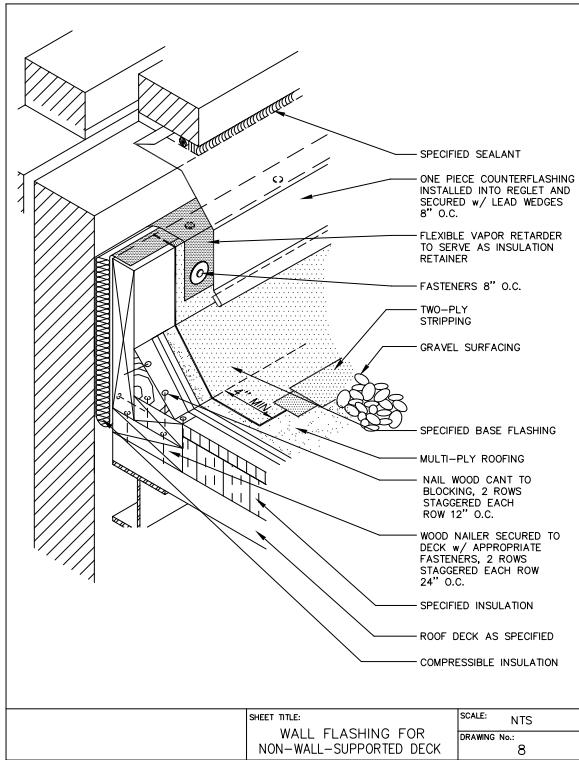 SPECIFIED SEALANT
ONE PIECE COUNTERFLASHING
INSTALLED INTO REGLET AND
SECURED w/ LEAD WEDGES
8" O.C.
FLEXIBLE VAPOR RETARDER
TO SERVE AS INSULATION
RETAINER
FASTENERS 8" O.C.
TWO-PLY
STRIPPING
GRAVEL SURFACING
4" MIN.
SPECIFIED BASE FLASHING
MULTI-PLY ROOFING
NAIL WOOD CANT TO
BLOCKING, 2 ROWS
STAGGERED EACH
ROW 12" O.C.
WOOD NAILER SECURED TO
DECK w/ APPROPRIATE
FASTENERS, 2 ROWS
STAGGERED EACH ROW
24" O.C.
SPECIFIED INSULATION
ROOF DECK AS SPECIFIED
COMPRESSIBLE INSULATION
SHEET TITLE:
WALL FLASHING FOR
NON-WALL-SUPPORTED DECK
SCALE: NTS
DRAWING No.:
8